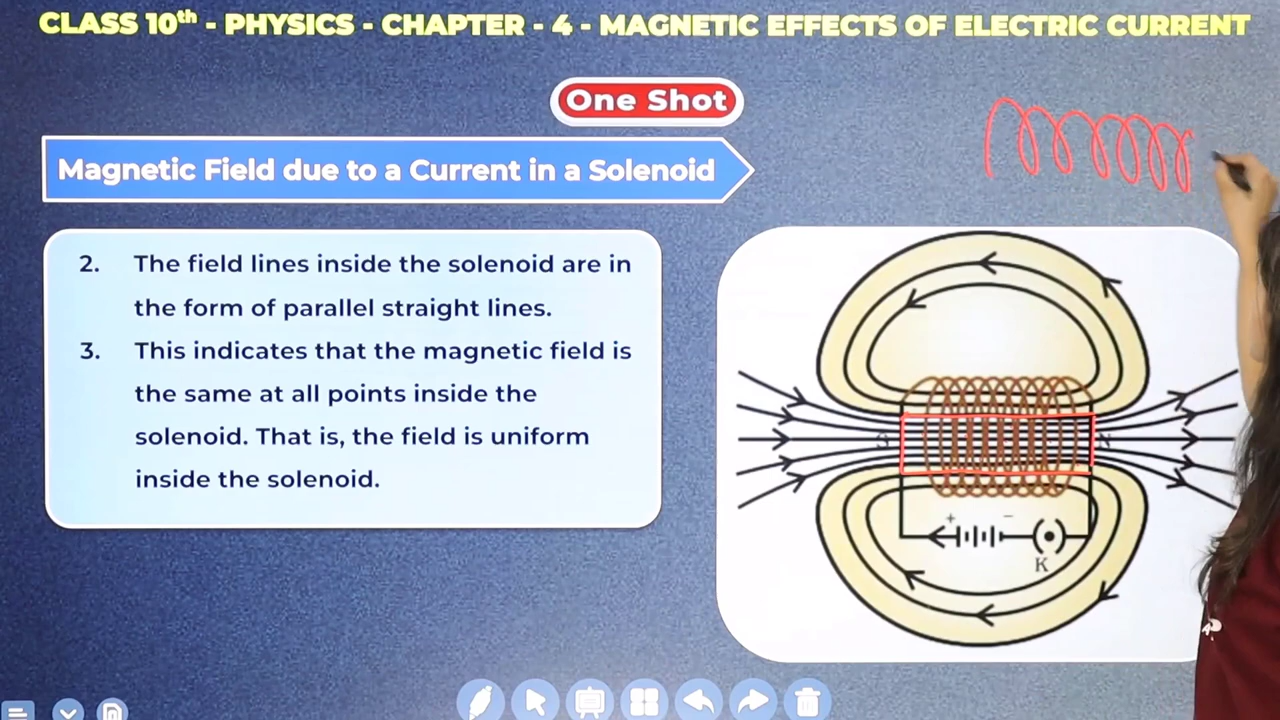 CLASS 10th - PHYSICS - CHAPTER - 4 - MAGNETIC EFFECTS OF ELECTRIC CURRENT
One Shot
Magnetic Field due to a Current in a Solenoid
2. The field lines inside the solenoid are in
the form of parallel straight lines.
3. This indicates that the magnetic field is
the same at all points inside the
solenoid. That is, the field is uniform
inside the solenoid.
S N
+ −
K